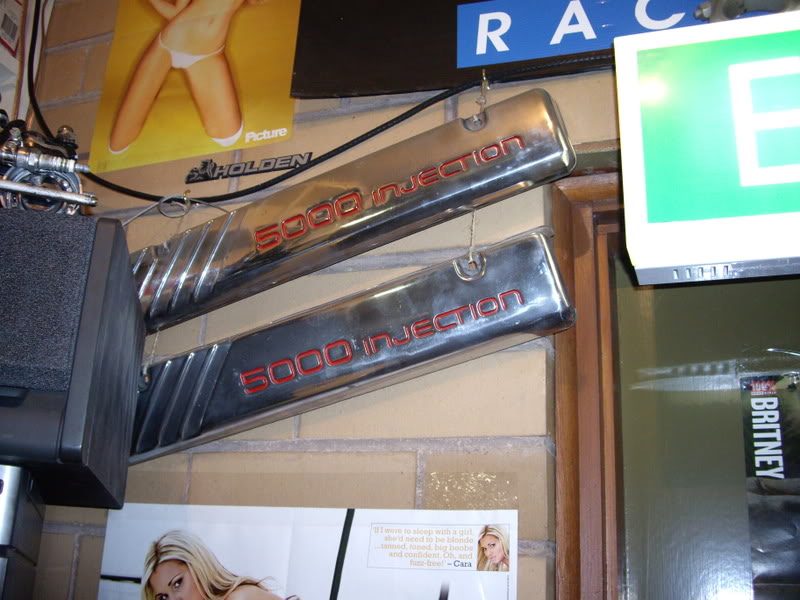 RAC
E
Picture
HOLDEN
5000 INJECTION
5000 INJECTION
100%
BRITNEY
'If I were to sleep with a girl,
she'd need to be blonde
...tanned, toned, big boobs
and confident. Oh, and
fuzz-free!' – Cara